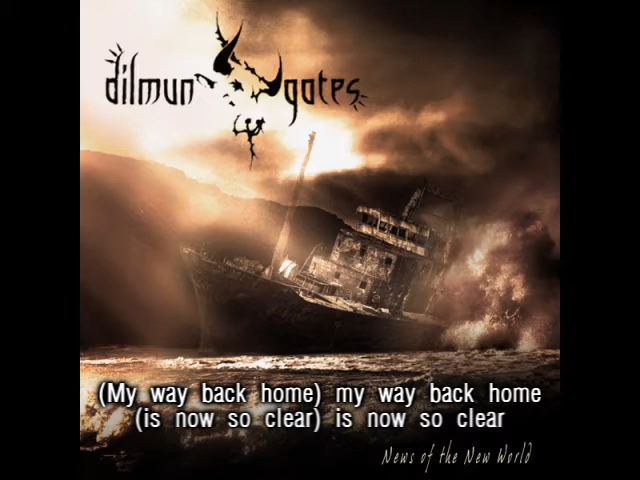 dilmun gates
(My way back home) my way back home
(is now so clear) is now so clear
News of the New World